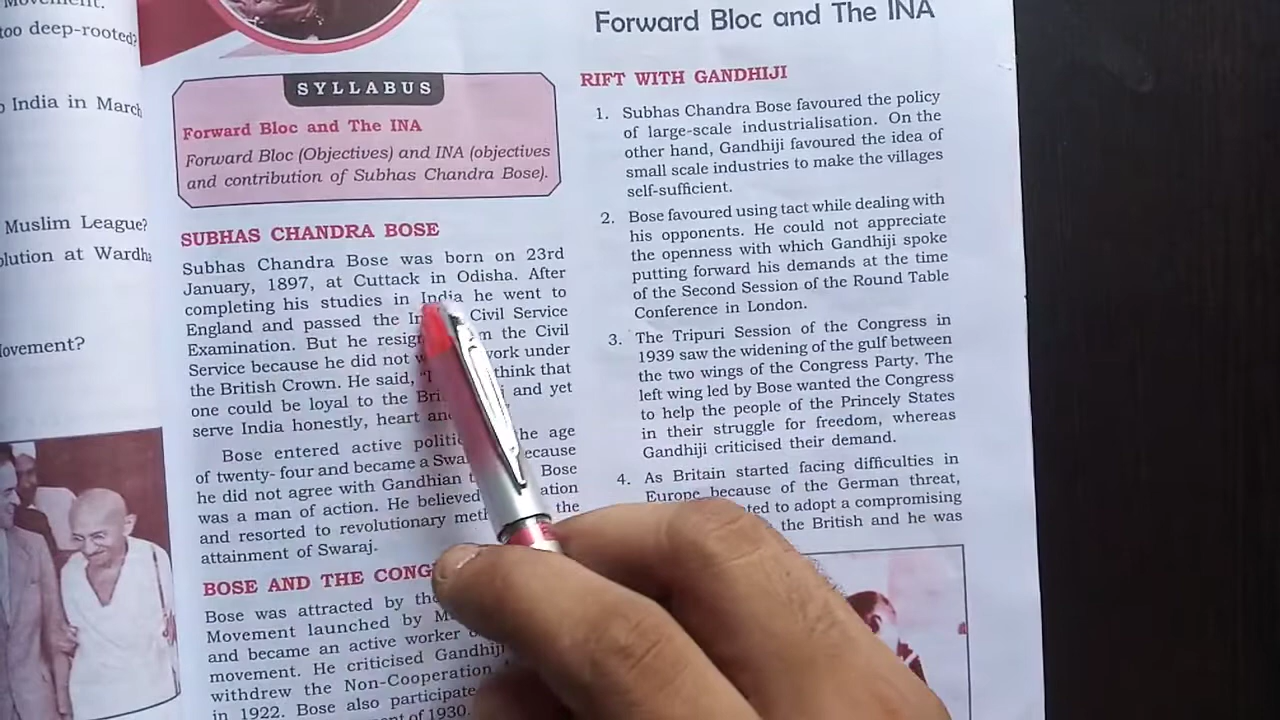 Movement.
too deep-rooted?
India in March
Muslim League?
olution at Wardha
ovement?
SYLLABUS
Forward Bloc and The INA
Forward Bloc (Objectives) and INA (objectives
and contribution of Subhas Chandra Bose).
SUBHAS CHANDRA BOSE
Subhas Chandra Bose was born on 23rd
January, 1897, at Cuttack in Odisha. After
completing his studies in India he went to
England and passed the In Civil Service
Examination. But he resig m the Civil
Service because he did not w work under
the British Crown. He said, "I think that
one could be loyal to the Bri and yet
serve India honestly, heart an
Bose entered active politic he age
of twenty- four and became a Swa ecause
he did not agree with Gandhian t Bose
was a man of action. He believed ation
and resorted to revolutionary met the
attainment of Swaraj.
BOSE AND THE CONG
Bose was attracted by the
Movement launched by M
and became an active worker
movement. He criticised Gandhiji
withdrew the Non-Cooperation
in 1922. Bose also participate
nt of 1930.
Forward Bloc and The INA
RIFT WITH GANDHIJI
1. Subhas Chandra Bose favoured the policy
of large-scale industrialisation. On the
other hand, Gandhiji favoured the idea of
small scale industries to make the villages
self-sufficient.
2. Bose favoured using tact while dealing with
his opponents. He could not appreciate
the openness with which Gandhiji spoke
putting forward his demands at the time
of the Second Session of the Round Table
Conference in London.
3. The Tripuri Session of the Congress in
1939 saw the widening of the gulf between
the two wings of the Congress Party. The
left wing led by Bose wanted the Congress
to help the people of the Princely States
in their struggle for freedom, whereas
Gandhiji criticised their demand.
4. As Britain started facing difficulties in
Europe because of the German threat,
ted to adopt a compromising
the British and he was